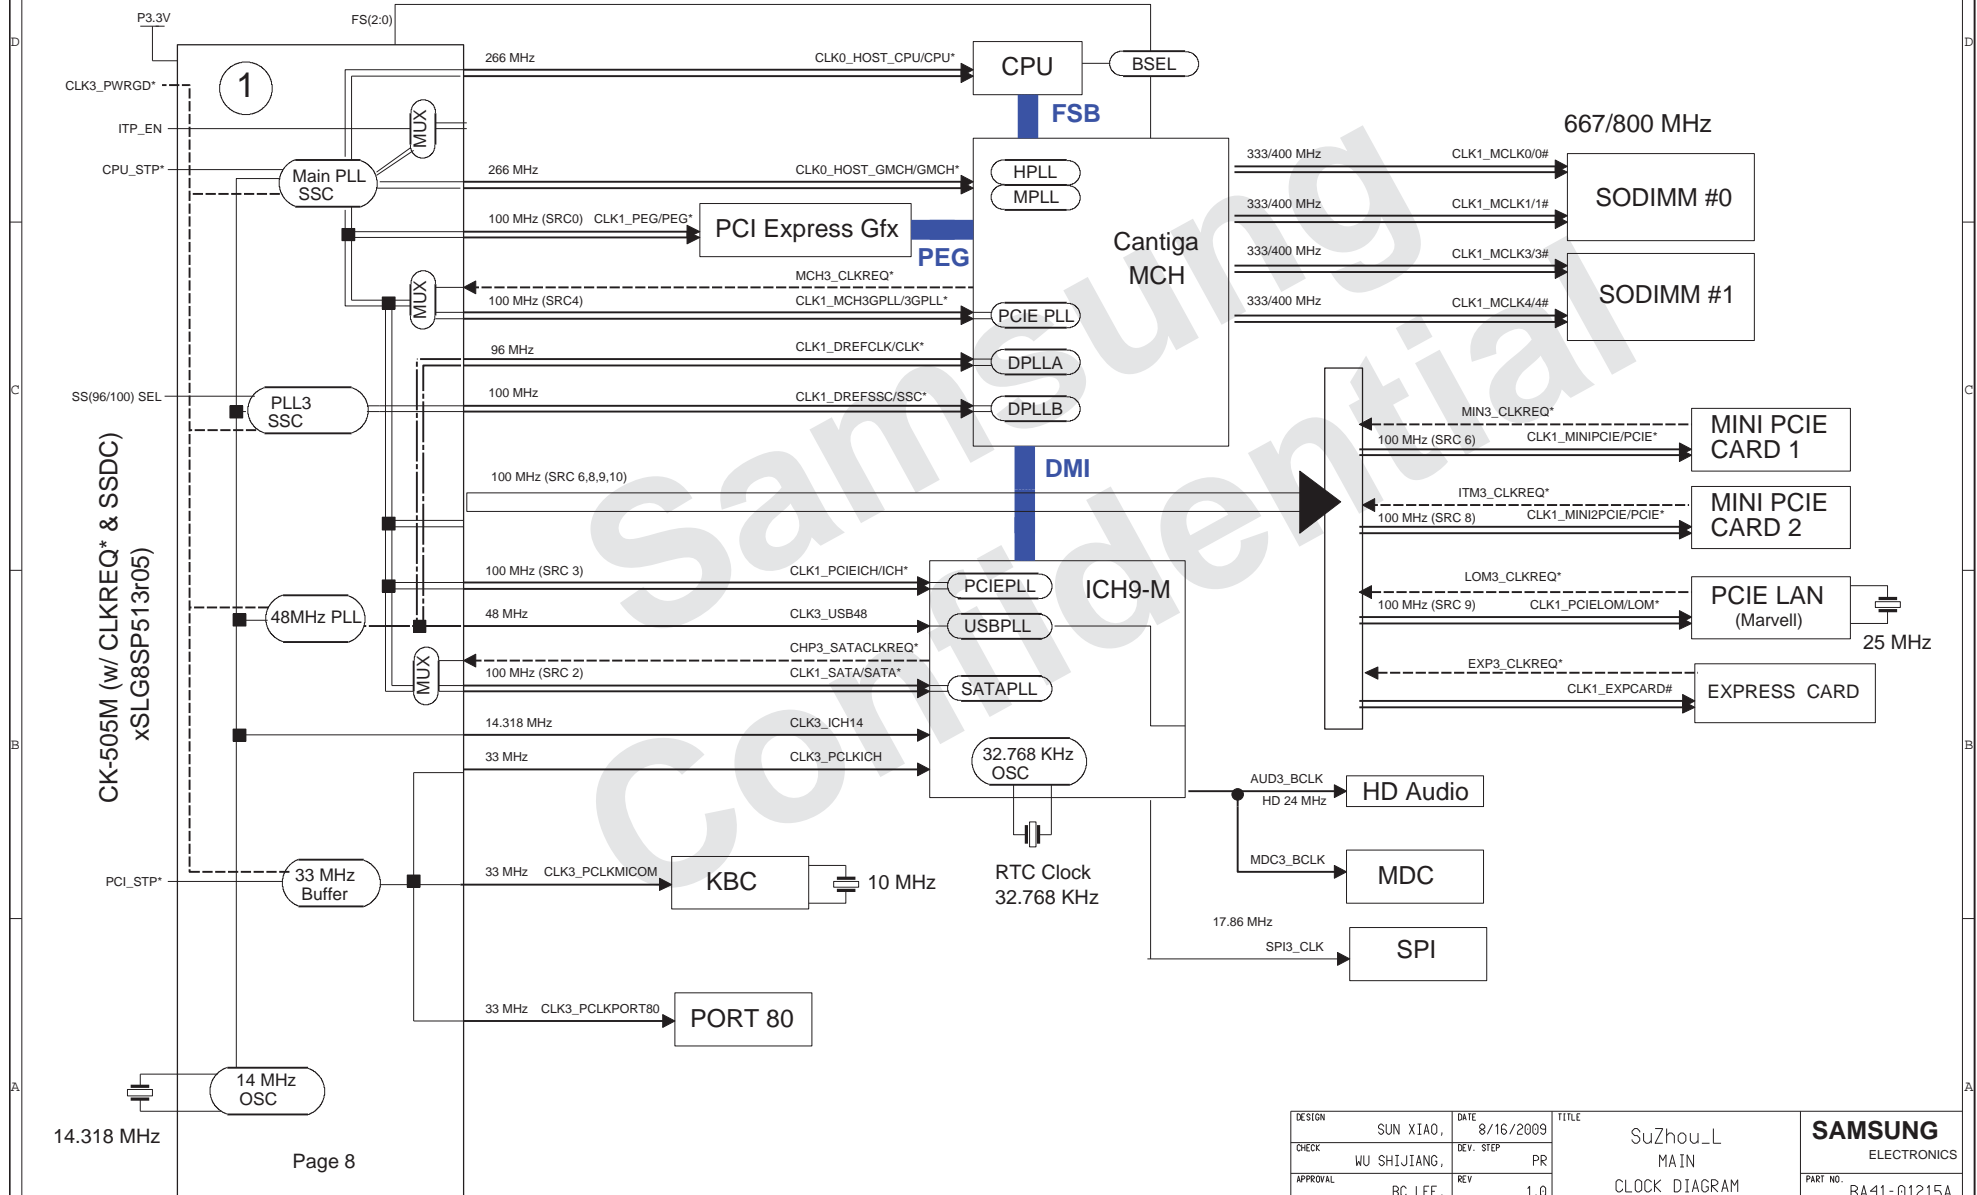 P3.3V
FS(2:0)
D
D
1
CLK3_PWRGD*
ITP_EN
CPU_STP*
MUX
Main PLL
SSC
266 MHz
CLK0_HOST_CPU/CPU*
CPU
BSEL
FSB
266 MHz
CLK0_HOST_GMCH/GMCH*
HPLL
MPLL
100 MHz (SRC0)
CLK1_PEG/PEG*
PCI Express Gfx
PEG
Cantiga
MCH
MUX
MCH3_CLKREQ*
100 MHz (SRC4)
CLK1_MCH3GPLL/3GPLL*
PCIE PLL
96 MHz
CLK1_DREFCLK/CLK*
DPLLA
100 MHz
CLK1_DREFSSC/SSC*
DPLLB
667/800 MHz
333/400 MHz
CLK1_MCLK0/0#
333/400 MHz
CLK1_MCLK1/1#
SODIMM #0
333/400 MHz
CLK1_MCLK3/3#
333/400 MHz
CLK1_MCLK4/4#
SODIMM #1
C
C
SS(96/100) SEL
PLL3
SSC
CK-505M (w/ CLKREQ* & SSDC)
xSLG8SP513r05)
DMI
100 MHz (SRC 6,8,9,10)
MIN3_CLKREQ*
100 MHz (SRC 6)
CLK1_MINIPCIE/PCIE*
MINI PCIE
CARD 1
ITM3_CLKREQ*
100 MHz (SRC 8)
CLK1_MINI2PCIE/PCIE*
MINI PCIE
CARD 2
LOM3_CLKREQ*
100 MHz (SRC 9)
CLK1_PCIELOM/LOM*
PCIE LAN
(Marvell)
25 MHz
EXP3_CLKREQ*
CLK1_EXPCARD#
EXPRESS CARD
100 MHz (SRC 3)
CLK1_PCIEICH/ICH*
PCIEPLL
ICH9-M
48MHz PLL
48 MHz
CLK3_USB48
USBPLL
MUX
CHP3_SATACLKREQ*
100 MHz (SRC 2)
CLK1_SATA/SATA*
SATAPLL
14.318 MHz
CLK3_ICH14
33 MHz
CLK3_PCLKICH
32.768 KHz
OSC
B
B
AUD3_BCLK
HD 24 MHz
HD Audio
MDC3_BCLK
MDC
RTC Clock
32.768 KHz
17.86 MHz
SPI3_CLK
SPI
PCI_STP*
33 MHz
Buffer
33 MHz
CLK3_PCLKMICOM
KBC
10 MHz
33 MHz
CLK3_PCLKPORT80
PORT 80
A
A
14 MHz
OSC
14.318 MHz
Page 8
Samsung
Confidential
DESIGN
SUN XIAO,
DATE
8/16/2009
TITLE
SuZhou_L
MAIN
CLOCK DIAGRAM
SAMSUNG
ELECTRONICS
CHECK
WU SHIJIANG,
DEV. STEP
PR
APPROVAL
BC LEE,
REV
1.0
PART NO.
BA41-01215A